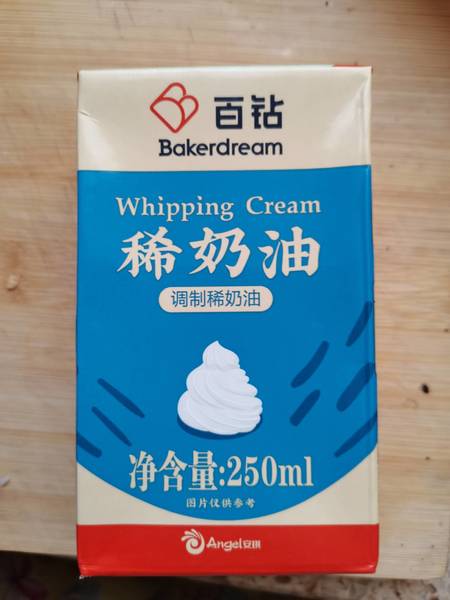 百钻
Bakerdream
Whipping Cream
稀奶油
调制稀奶油
净含量:250ml
图片仅供参考
Angel安琪